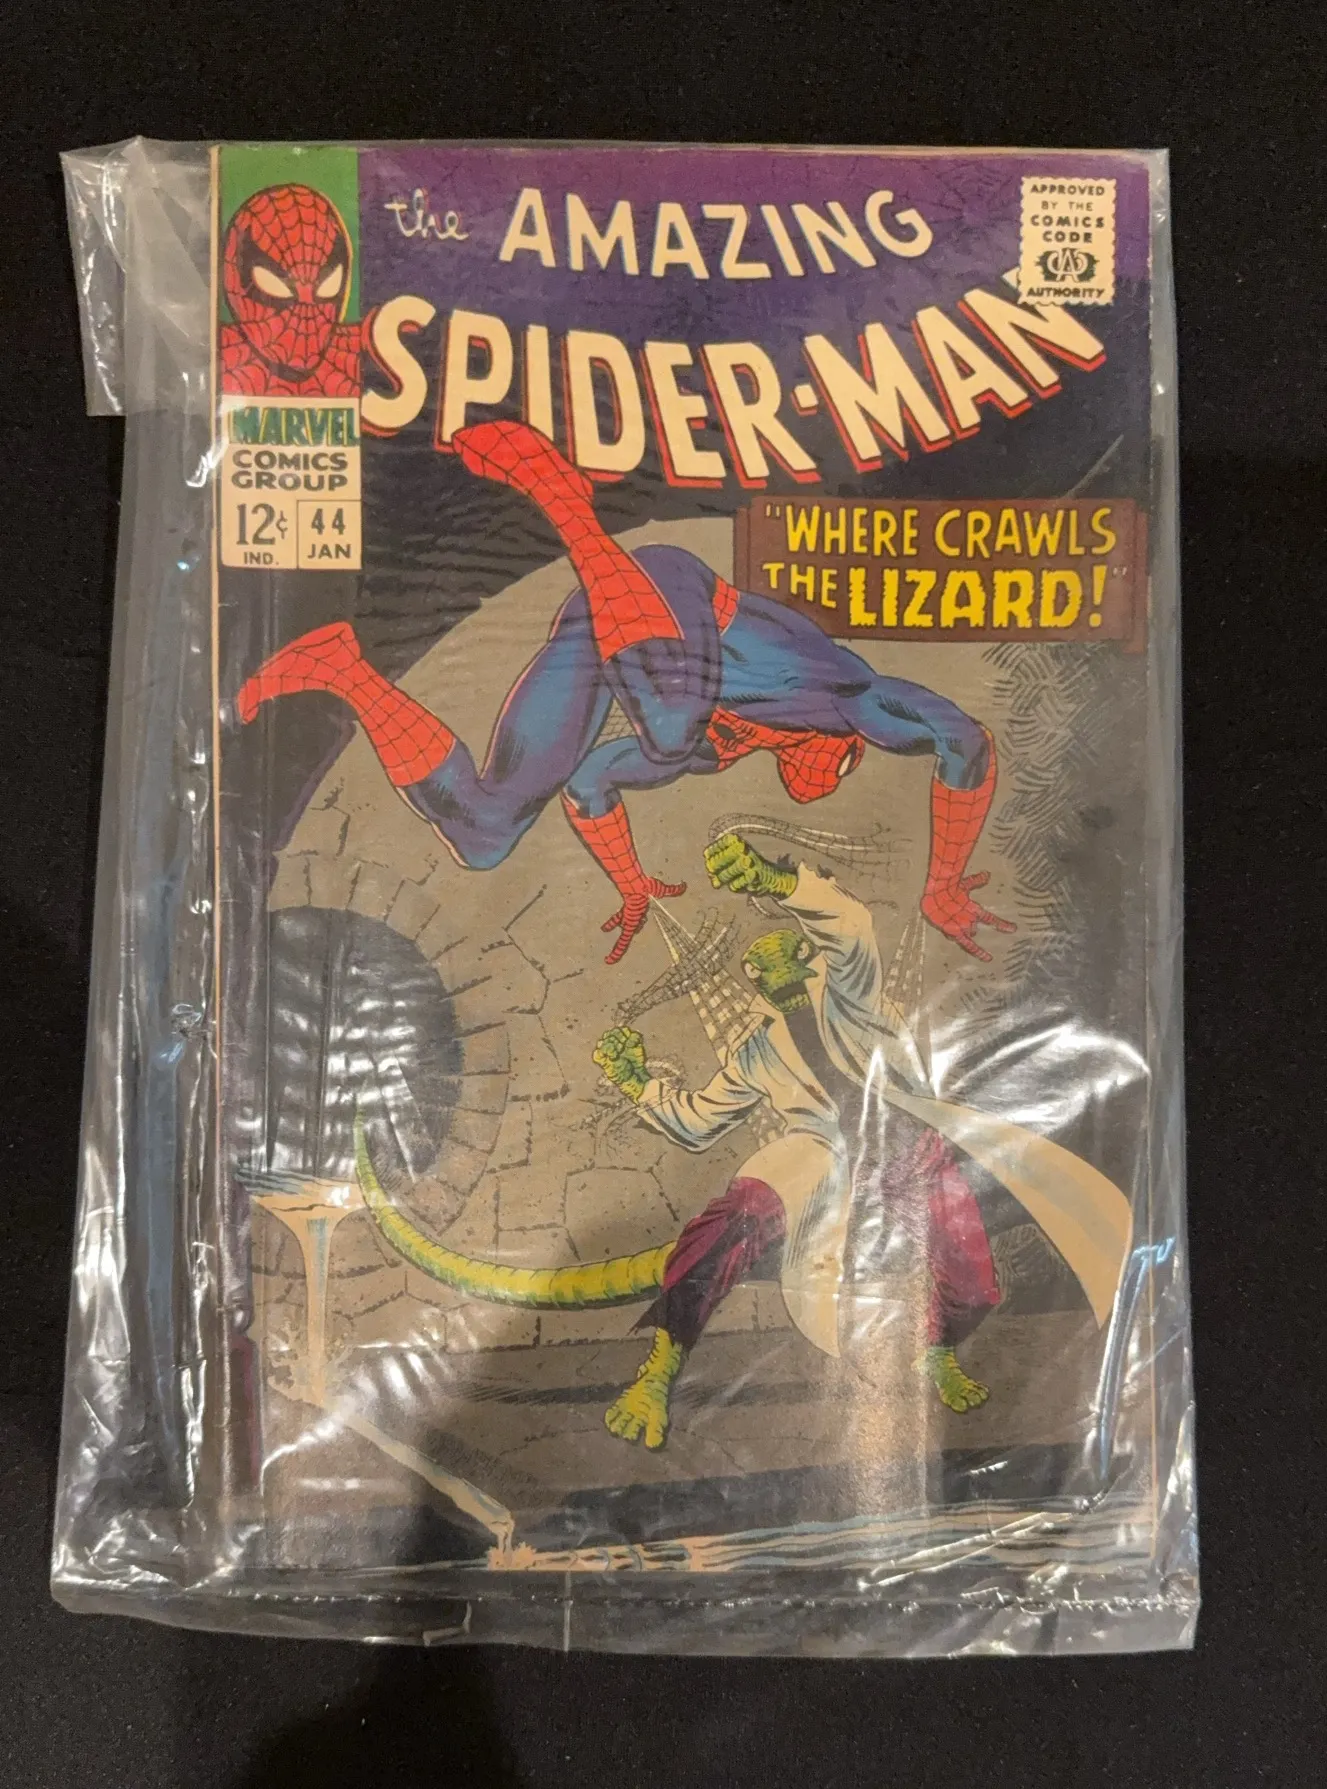 the AMAZING
SPIDER-MAN
APPROVED
BY THE
COMICS
CODE
CA
AUTHORITY
MARVEL
COMICS
GROUP
12¢
IND.
44
JAN
"WHERE CRAWLS
THE LIZARD!"